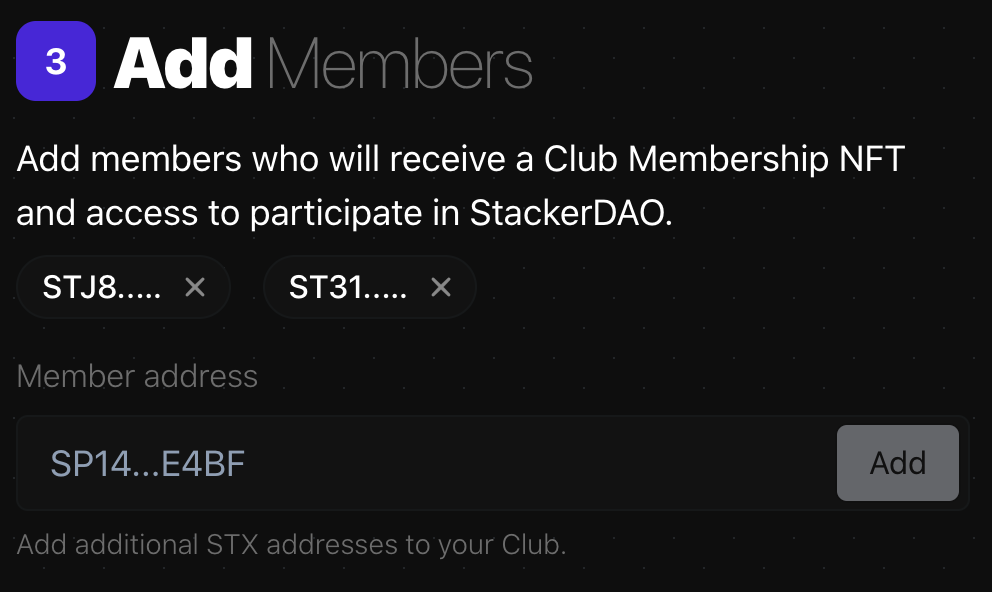 3 Add Members
Add members who will receive a Club Membership NFT
and access to participate in StackerDAO.
STJ8..... × ST31..... ×
Member address
SP14...E4BF Add
Add additional STX addresses to your Club.